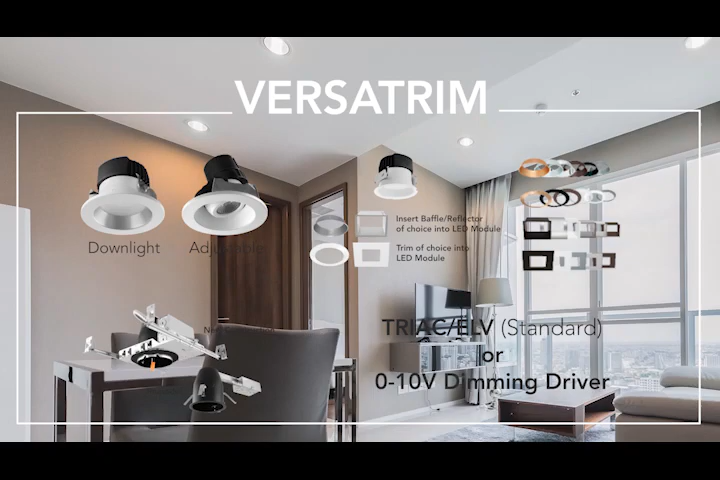 VERSATRIM
Downlight
Adjustable
Insert Baffle/Reflector
of choice into LED Module
Trim of choice into
LED Module
TRIAC/ELV (Standard)
or
0-10V Dimming Driver